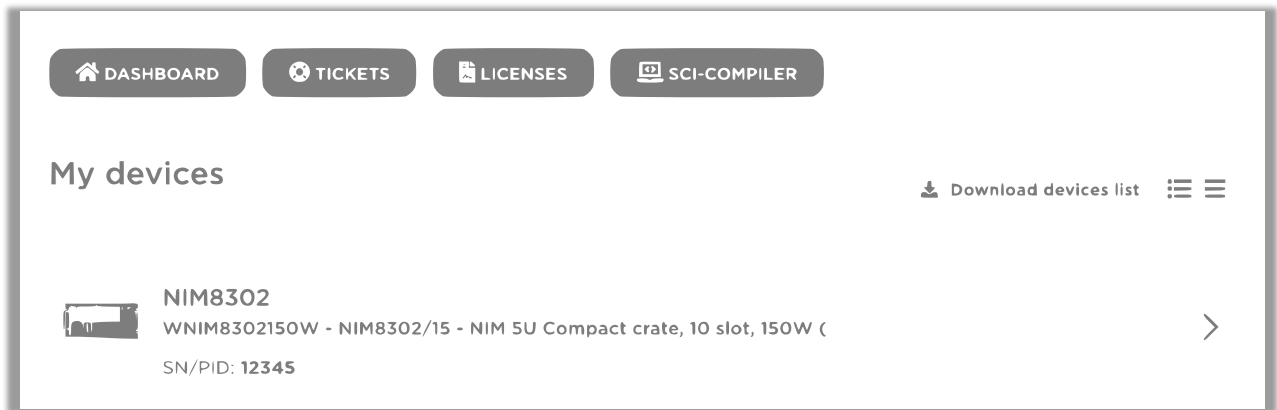 DASHBOARD TICKETS LICENSES SCI-COMPILER
My devices
Download devices list
NIM8302
WNIM8302150W - NIM8302/15 - NIM 5U Compact crate, 10 slot, 150W (
SN/PID: 12345